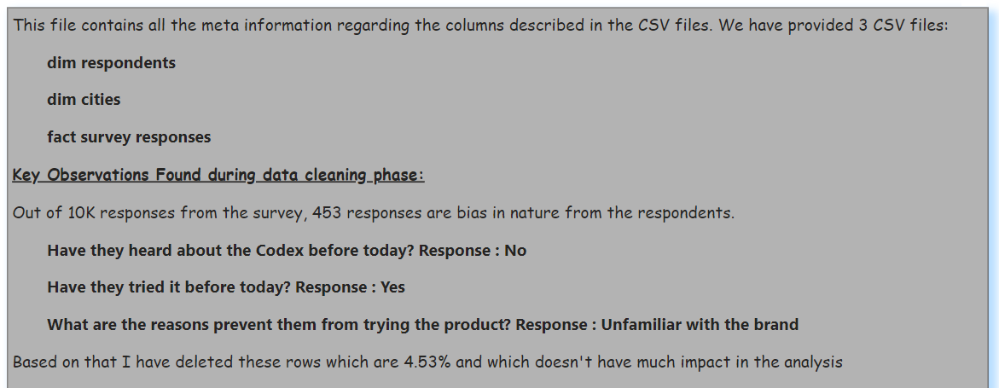 This file contains all the meta information regarding the columns described in the CSV files. We have provided 3 CSV files:
dim respondents
dim cities
fact survey responses
Key Observations Found during data cleaning phase:
Out of 10K responses from the survey, 453 responses are bias in nature from the respondents.
Have they heard about the Codex before today? Response : No
Have they tried it before today? Response : Yes
What are the reasons prevent them from trying the product? Response : Unfamiliar with the brand
Based on that I have deleted these rows which are 4.53% and which doesn't have much impact in the analysis